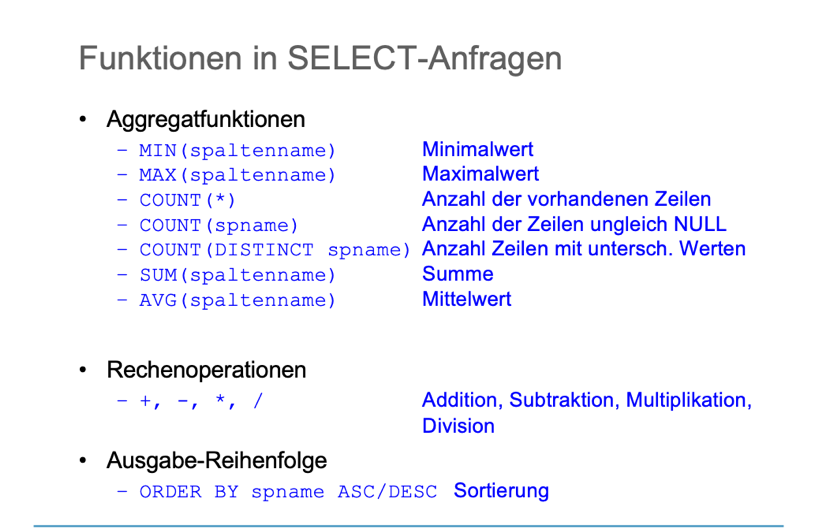 Funktionen in SELECT-Anfragen
• Aggregatfunktionen
– MIN(spaltenname) Minimalwert
– MAX(spaltenname) Maximalwert
– COUNT(*) Anzahl der vorhandenen Zeilen
– COUNT(spname) Anzahl der Zeilen ungleich NULL
– COUNT(DISTINCT spname) Anzahl Zeilen mit untersch. Werten
– SUM(spaltenname) Summe
– AVG(spaltenname) Mittelwert
• Rechenoperationen
– +, -, *, / Addition, Subtraktion, Multiplikation,
Division
• Ausgabe-Reihenfolge
– ORDER BY spname ASC/DESC Sortierung